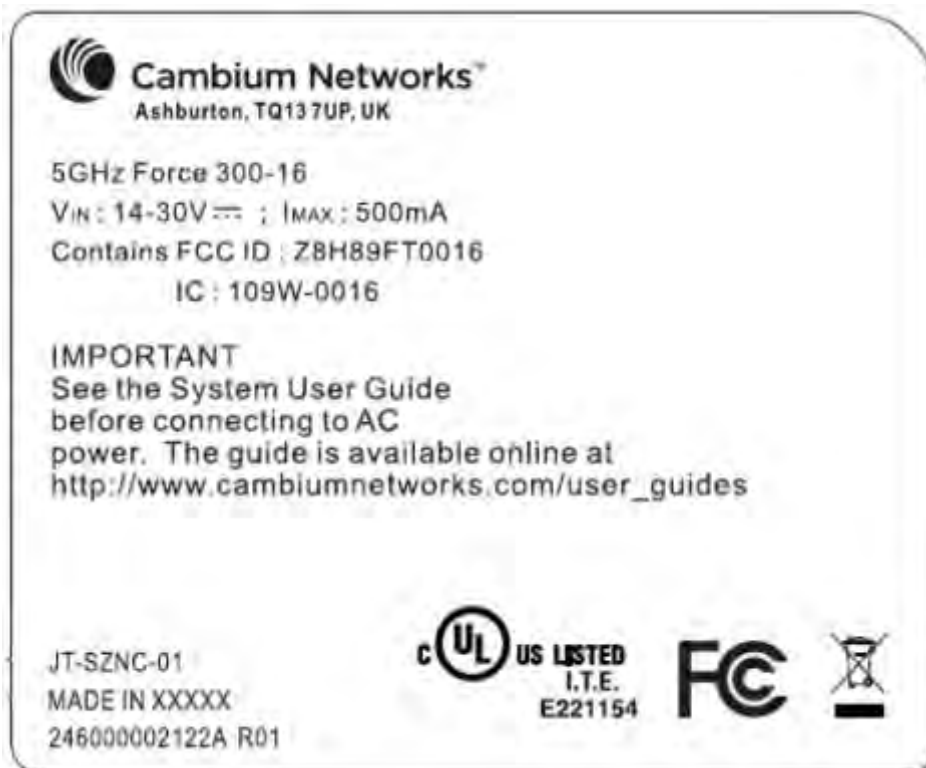 Cambium Networks™
Ashburton, TQ13 7UP, UK
5GHz Force 300-16
VIN : 14-30V ⎓ ; IMAX : 500mA
Contains FCC ID : Z8H89FT0016
IC : 109W-0016
IMPORTANT
See the System User Guide
before connecting to AC
power. The guide is available online at
http://www.cambiumnetworks.com/user_guides
JT-SZNC-01
MADE IN XXXXX
246000002122A R01
C UL US LISTED
I.T.E.
E221154
FC